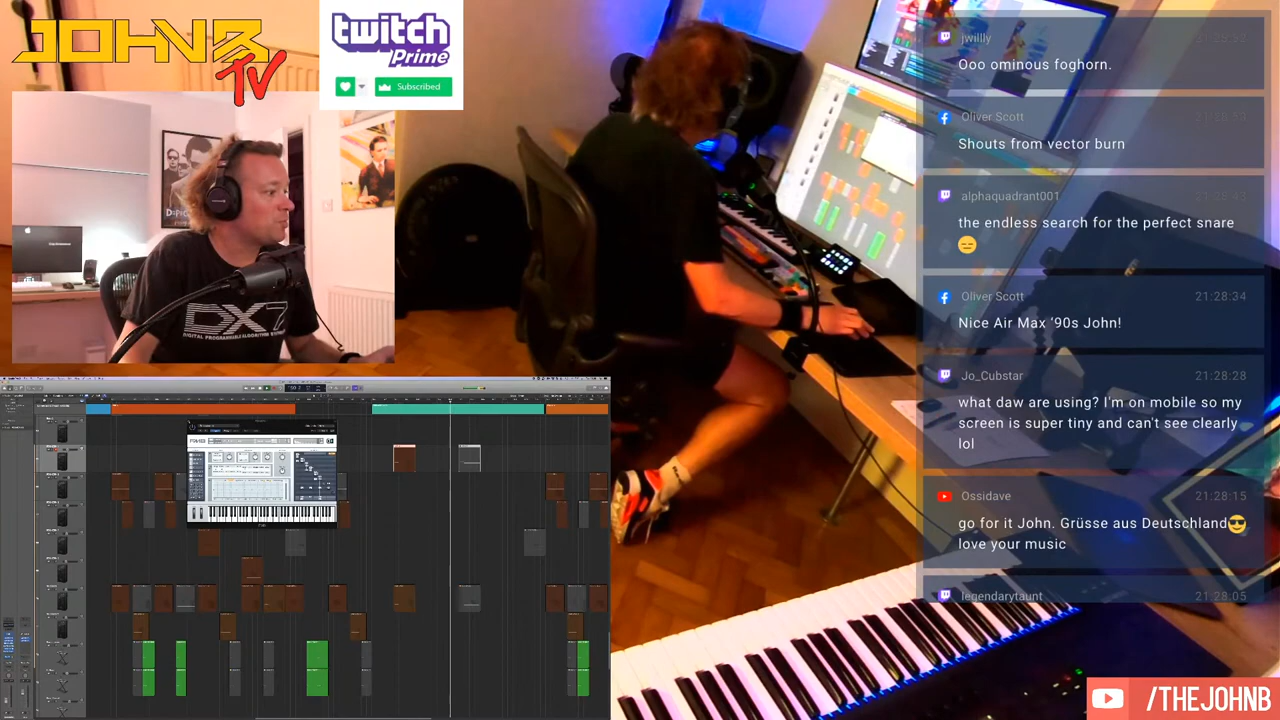 JOHN B
TV
twitch
Prime
Subscribed
DX7
jwilly
Ooo ominous foghorn.
Oliver Scott
Shouts from vector burn
alphaquadrant001
21:28:43
the endless search for the perfect snare
Oliver Scott
21:28:34
Nice Air Max '90s John!
Jo_Cubstar
21:28:28
what daw are using? I'm on mobile so my
screen is super tiny and can't see clearly
lol
Ossidave
21:28:15
go for it John. Grüsse aus Deutschland
love your music
legendarytaunt
21:28:05
/THEJOHNB